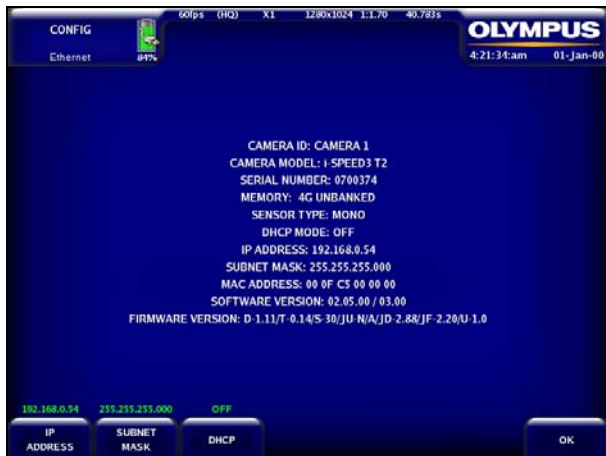 CONFIG
Ethernet
84%
60fps (HQ) X1 1280x1024 1:1.70 40.783s
OLYMPUS
4:21:34:am 01-Jan-00
CAMERA ID: CAMERA 1
CAMERA MODEL: i-SPEED3 T2
SERIAL NUMBER: 0700374
MEMORY: 4G UNBANKED
SENSOR TYPE: MONO
DHCP MODE: OFF
IP ADDRESS: 192.168.0.54
SUBNET MASK: 255.255.255.000
MAC ADDRESS: 00 0F C5 00 00 00
SOFTWARE VERSION: 02.05.00 / 03.00
FIRMWARE VERSION: D-1.11/T-0.14/S-30/JU-N/A/JD-2.88/JF-2.20/U-1.0
192.168.0.54 255.255.255.000 OFF
IP ADDRESS
SUBNET MASK
DHCP
OK